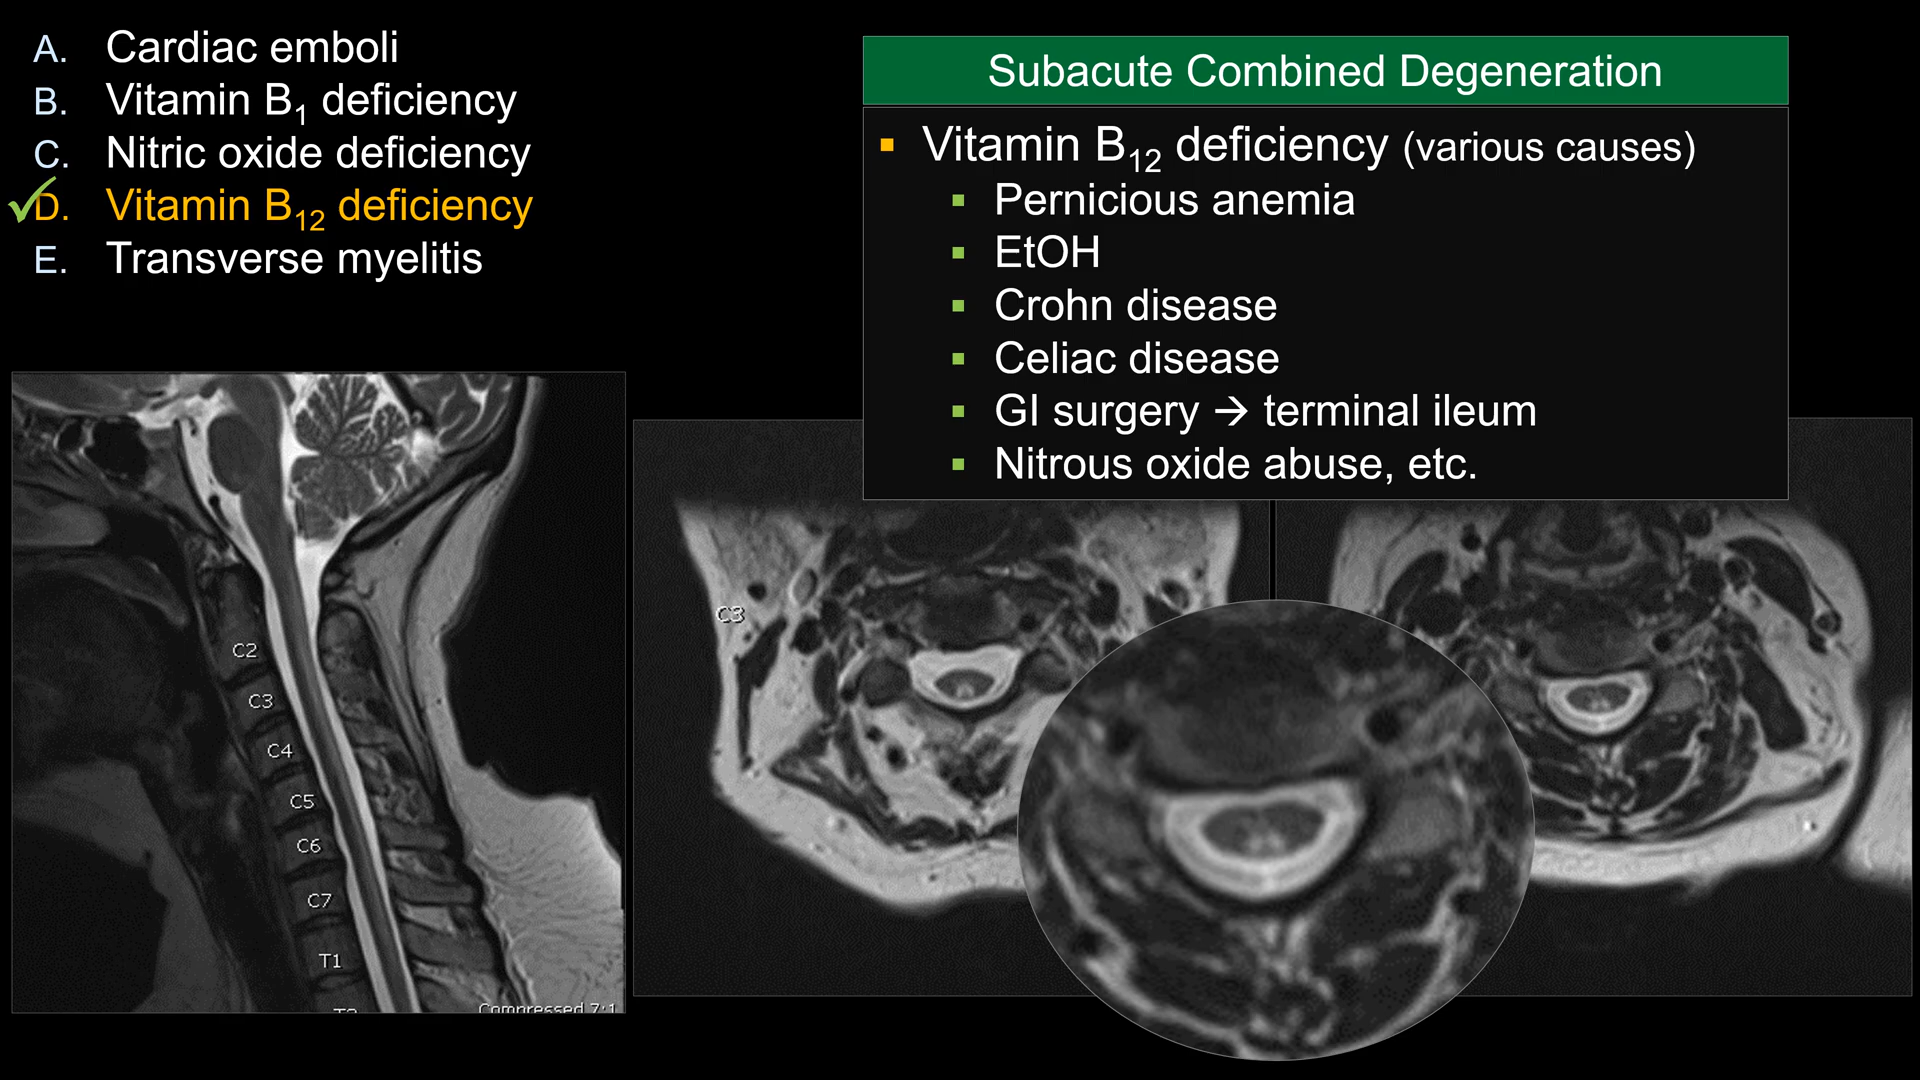 A. Cardiac emboli
B. Vitamin B1 deficiency
C. Nitric oxide deficiency
D. Vitamin B12 deficiency
E. Transverse myelitis
Subacute Combined Degeneration
Vitamin B12 deficiency (various causes)
Pernicious anemia
EtOH
Crohn disease
Celiac disease
GI surgery → terminal ileum
Nitrous oxide abuse, etc.
C2
C3
C4
C5
C6
C7
T1
Compressed 7:1
C3